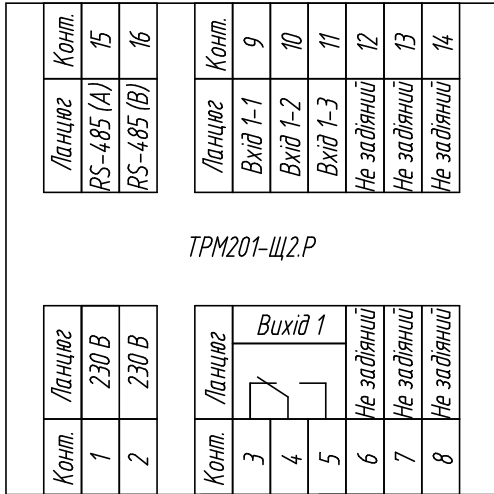 Конт. 15 16
Ланцюг RS-485 (A) RS-485 (B)
Конт. 9 10 11 12 13 14
Ланцюг Вхід 1-1 Вхід 1-2 Вхід 1-3 Не задіяний Не задіяний Не задіяний
ТРМ201-Щ2.Р
Ланцюг 230 В 230 В
Конт. 1 2
Ланцюг Вихід 1 Не задіяний Не задіяний Не задіяний
Конт. 3 4 5 6 7 8